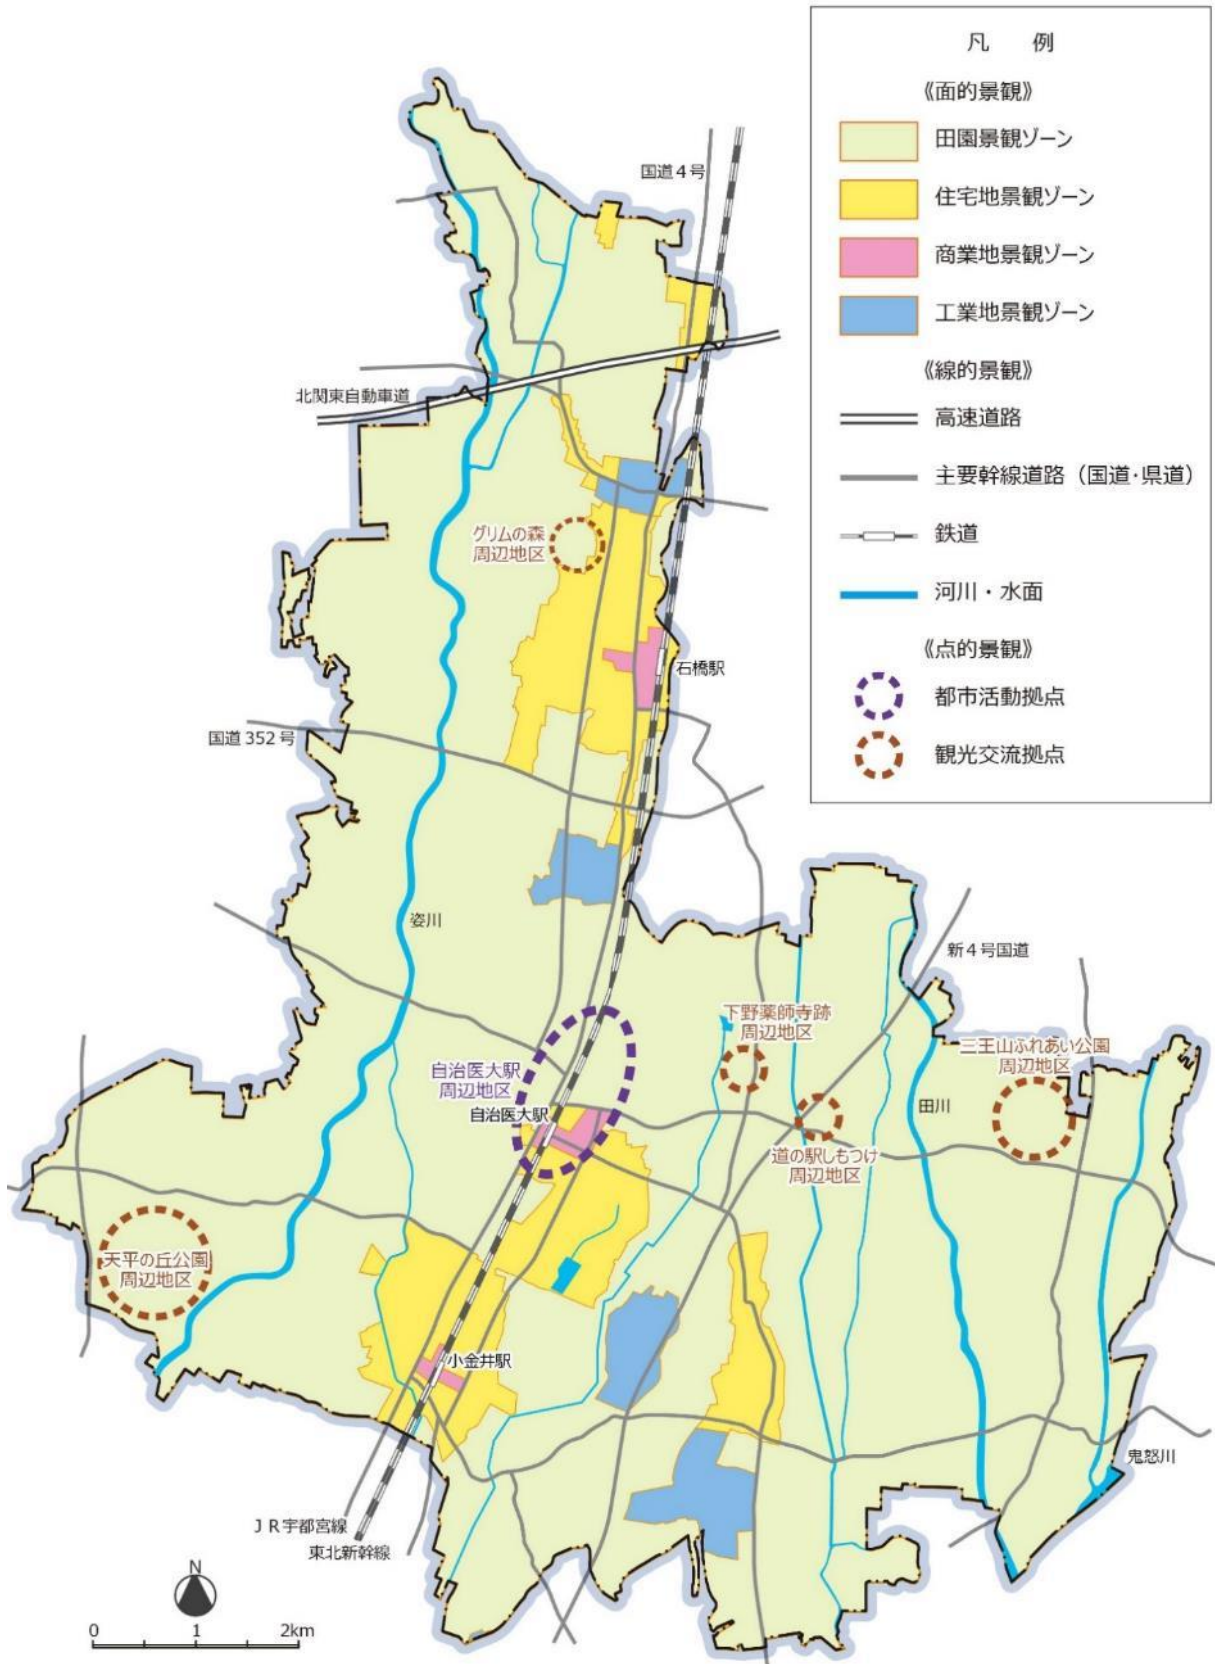 凡 例
《面的景観》
田園景観ゾーン
住宅地景観ゾーン
商業地景観ゾーン
工業地景観ゾーン
《線的景観》
高速道路
主要幹線道路（国道・県道）
鉄道
河川・水面
《点的景観》
都市活動拠点
観光交流拠点
国道４号
北関東自動車道
グリムの森
周辺地区
石橋駅
国道 352 号
姿川
新４号国道
下野薬師寺跡
周辺地区
三王山ふれあい公園
周辺地区
自治医大駅
周辺地区
自治医大駅
田川
道の駅しもつけ
周辺地区
天平の丘公園
周辺地区
小金井駅
鬼怒川
ＪＲ宇都宮線
東北新幹線
N
0 1 2km